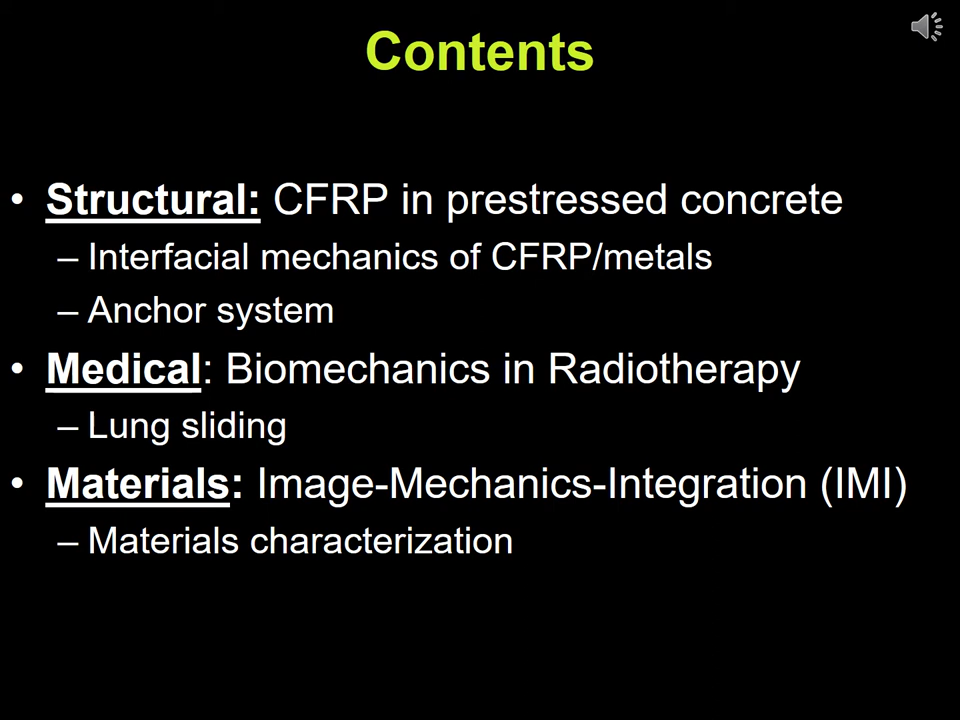 Contents
• Structural: CFRP in prestressed concrete
– Interfacial mechanics of CFRP/metals
– Anchor system
• Medical: Biomechanics in Radiotherapy
– Lung sliding
• Materials: Image-Mechanics-Integration (IMI)
– Materials characterization